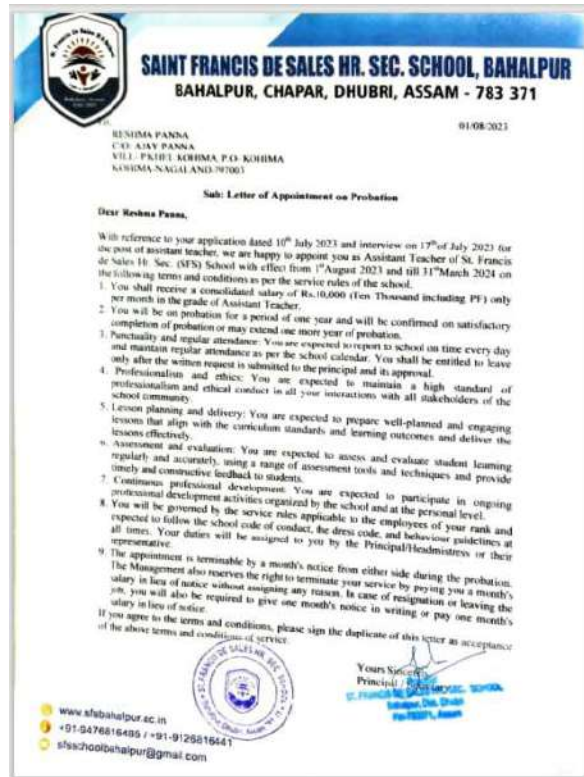 SAINT FRANCIS DE SALES HR. SEC. SCHOOL, BAHALPUR
BAHALPUR, CHAPAR, DHUBRI, ASSAM - 783 371
01/08/2023
RESHMA PANNA
C/O: AJAY PANNA
KOHIMA, P.O- KOHIMA
KOHIMA-NAGALAND-797003
Sub: Letter of Appointment on Probation
Dear Reshma Panna,
With reference to your application dated 10th July 2023 and interview on 17th of July 2023 for
the post of assistant teacher, we are happy to appoint you as Assistant Teacher of St. Francis
de Sales Hr. Sec. (SFS) School with effect from 1st August 2023 and till 31st March 2024 on
the following terms and conditions as per the service rules of the school.
1. You shall receive a consolidated salary of Rs.10,000 (Ten Thousand including PF) only
per month in the grade of Assistant Teacher.
2. You will be on probation for a period of one year and will be confirmed on satisfactory
completion of probation or may extend one more year of probation.
3. Punctuality and regular attendance: You are expected to report to school on time every day
and maintain regular attendance as per the school calendar. You shall be entitled to leave
only after the written request is submitted to the principal and its approval.
4. Professionalism and ethics: You are expected to maintain a high standard of
professionalism and ethical conduct in all your interactions with all stakeholders of the
school community.
5. Lesson planning and delivery: You are expected to prepare well-planned and engaging
lessons that align with the curriculum standards and learning outcomes and deliver the
lessons effectively.
6. Assessment and evaluation: You are expected to assess and evaluate student learning
regularly and accurately, using a range of assessment tools and techniques and provide
timely and constructive feedback to students.
7. Continuous professional development: You are expected to participate in ongoing
professional development activities organized by the school and at the personal level.
8. You will be governed by the service rules applicable to the employees of your rank and
expected to follow the school code of conduct, the dress code, and behaviour guidelines at
all times. Your duties will be assigned to you by the Principal/Headmistress or their
representative.
9. The appointment is terminable by a month's notice from either side during the probation.
The Management also reserves the right to terminate your service by paying you a month's
salary in lieu of notice without assigning any reason. In case of resignation or leaving the
job, you will also be required to give one month's notice in writing or pay one month's
salary in lieu of notice.
If you agree to the terms and conditions, please sign the duplicate of this letter as acceptance
of the above terms and conditions of service.
Yours Sincerely
Principal /
ST. FRANCIS DE SALES HR. SEC. SCHOOL
www.sfsbahalpur.ac.in
+91-9476816485 / +91-9126816441
sfsschoolbahalpur@gmail.com